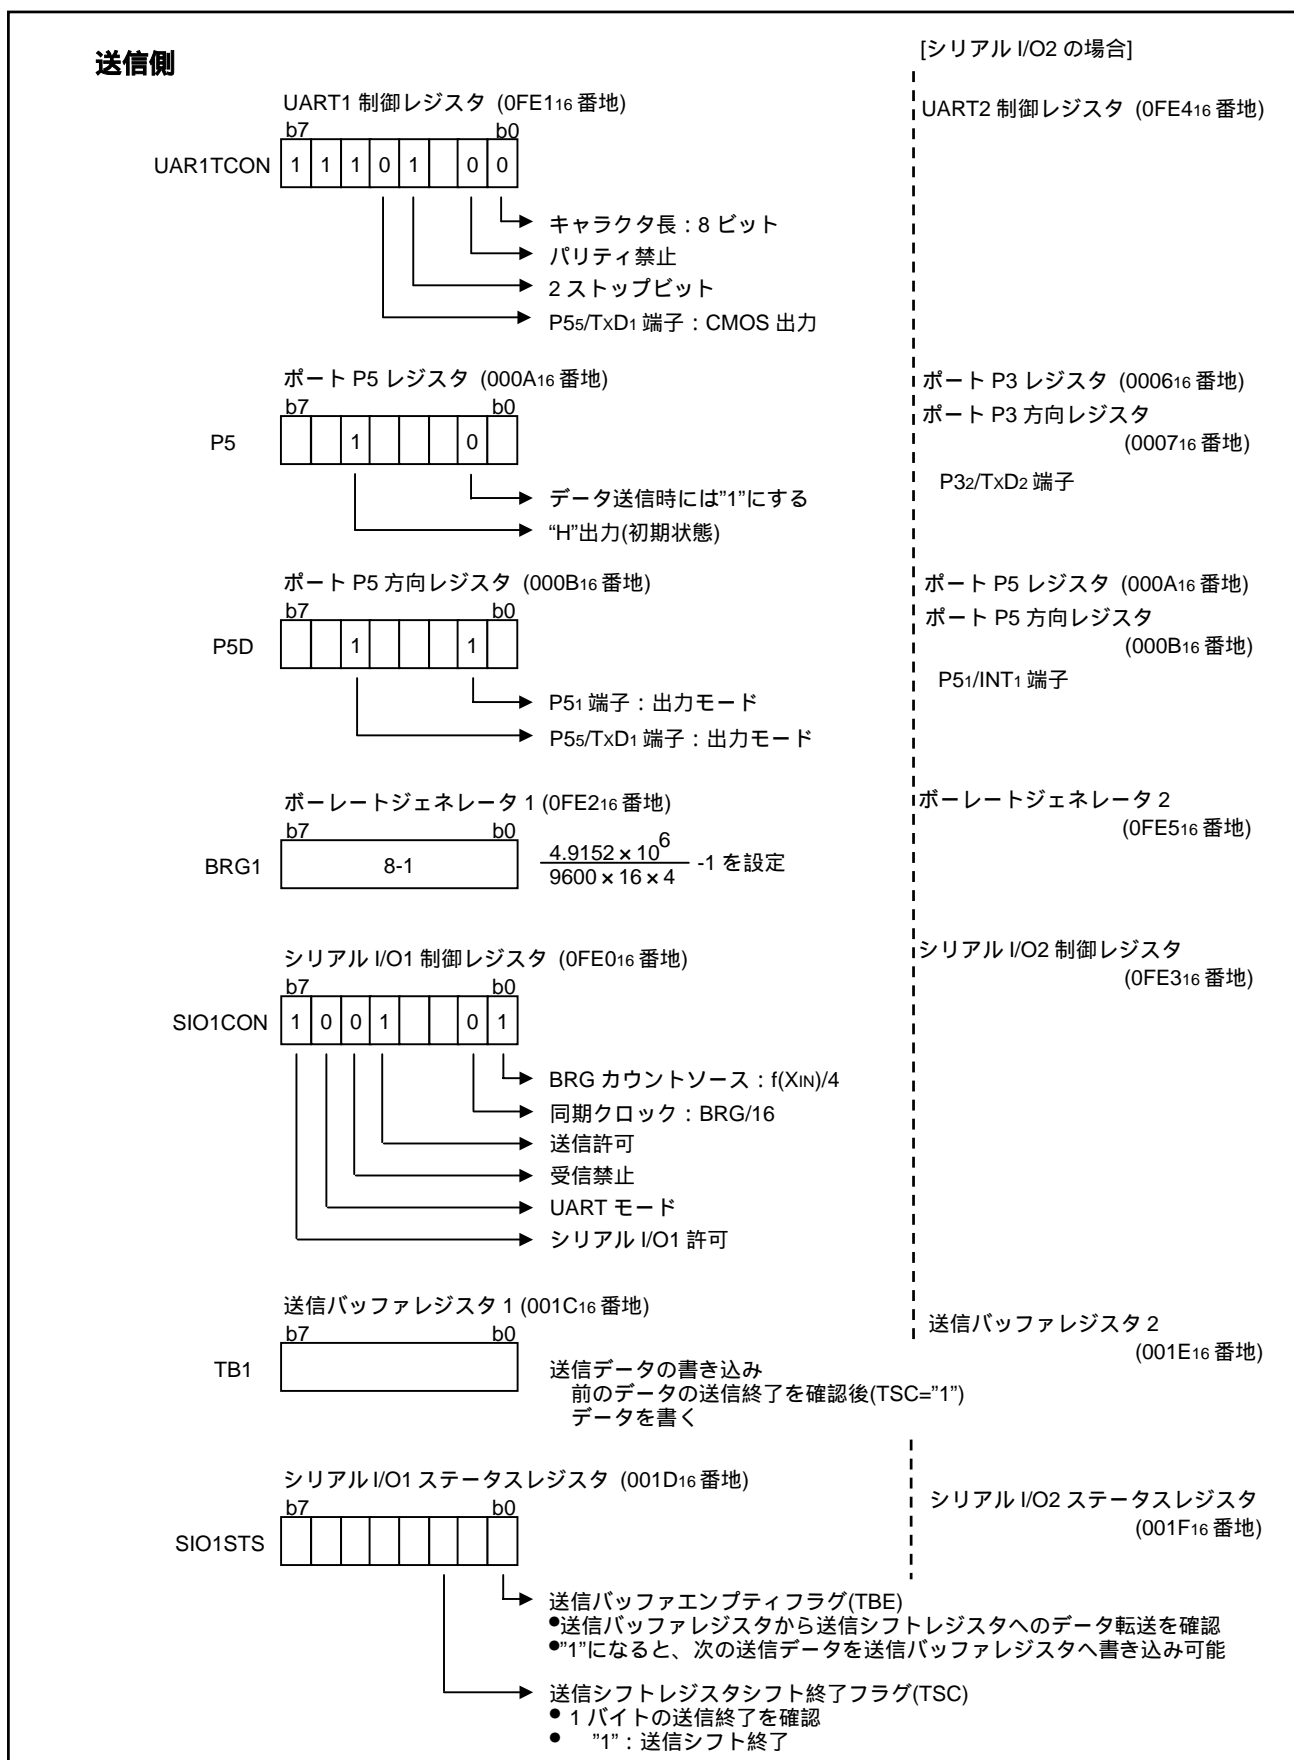 送信側
[シリアル I/O2 の場合]
UART1 制御レジスタ (0FE116 番地)
UART2 制御レジスタ (0FE416 番地)
b7 b0
UAR1TCON 1 1 1 0 1 0 0
キャラクタ長：8 ビット
パリティ禁止
2 ストップビット
P55/TxD1 端子：CMOS 出力
ポート P5 レジスタ (000A16 番地)
ポート P3 レジスタ (000616 番地)
b7 b0
ポート P3 方向レジスタ
(000716 番地)
P5 1 0
P32/TxD2 端子
データ送信時には”1”にする
“H”出力(初期状態)
ポート P5 方向レジスタ (000B16 番地)
ポート P5 レジスタ (000A16 番地)
b7 b0
ポート P5 方向レジスタ
(000B16 番地)
P5D 1 1
P51/INT1 端子
P51 端子：出力モード
P55/TxD1 端子：出力モード
ボーレートジェネレータ 1 (0FE216 番地)
ボーレートジェネレータ 2
(0FE516 番地)
b7 b0
BRG1 8-1
4.9152×10^6
9600×16×4
-1 を設定
シリアル I/O1 制御レジスタ (0FE016 番地)
シリアル I/O2 制御レジスタ
(0FE316 番地)
b7 b0
SIO1CON 1 0 0 1 0 1
BRG カウントソース：f(XIN)/4
同期クロック：BRG/16
送信許可
受信禁止
UART モード
シリアル I/O1 許可
送信バッファレジスタ 1 (001C16 番地)
送信バッファレジスタ 2
(001E16 番地)
b7 b0
TB1
送信データの書き込み
前のデータの送信終了を確認後(TSC=”1”)
データを書く
シリアル I/O1 ステータスレジスタ (001D16 番地)
シリアル I/O2 ステータスレジスタ
(001F16 番地)
b7 b0
SIO1STS
送信バッファエンプティフラグ(TBE)
●送信バッファレジスタから送信シフトレジスタへのデータ転送を確認
●”1”になると、次の送信データを送信バッファレジスタへ書き込み可能
送信シフトレジスタシフト終了フラグ(TSC)
● 1 バイトの送信終了を確認
● ”1”：送信シフト終了